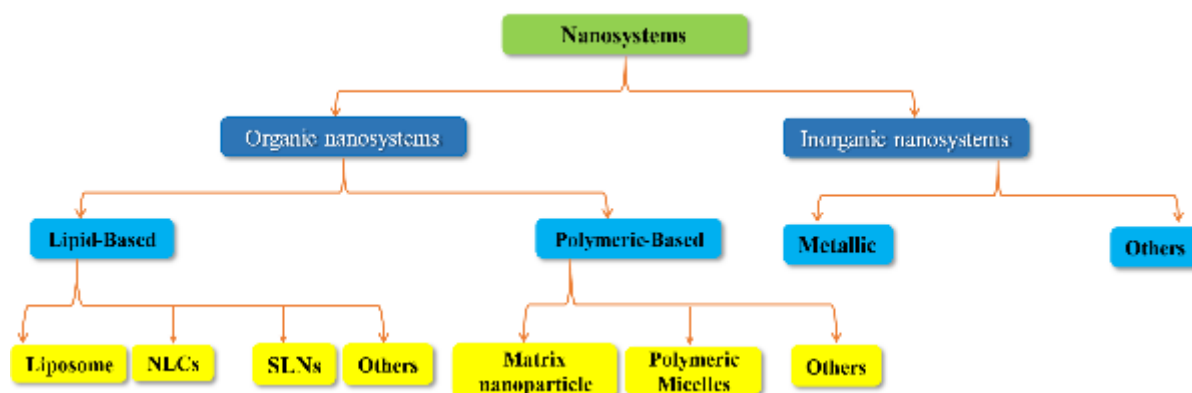 Nanosystems
Organic nanosystems
Inorganic nanosystems
Lipid-Based
Polymeric-Based
Metallic
Others
Liposome
NLCs
SLNs
Others
Matrix
nanoparticle
Polymeric
Micelles
Others